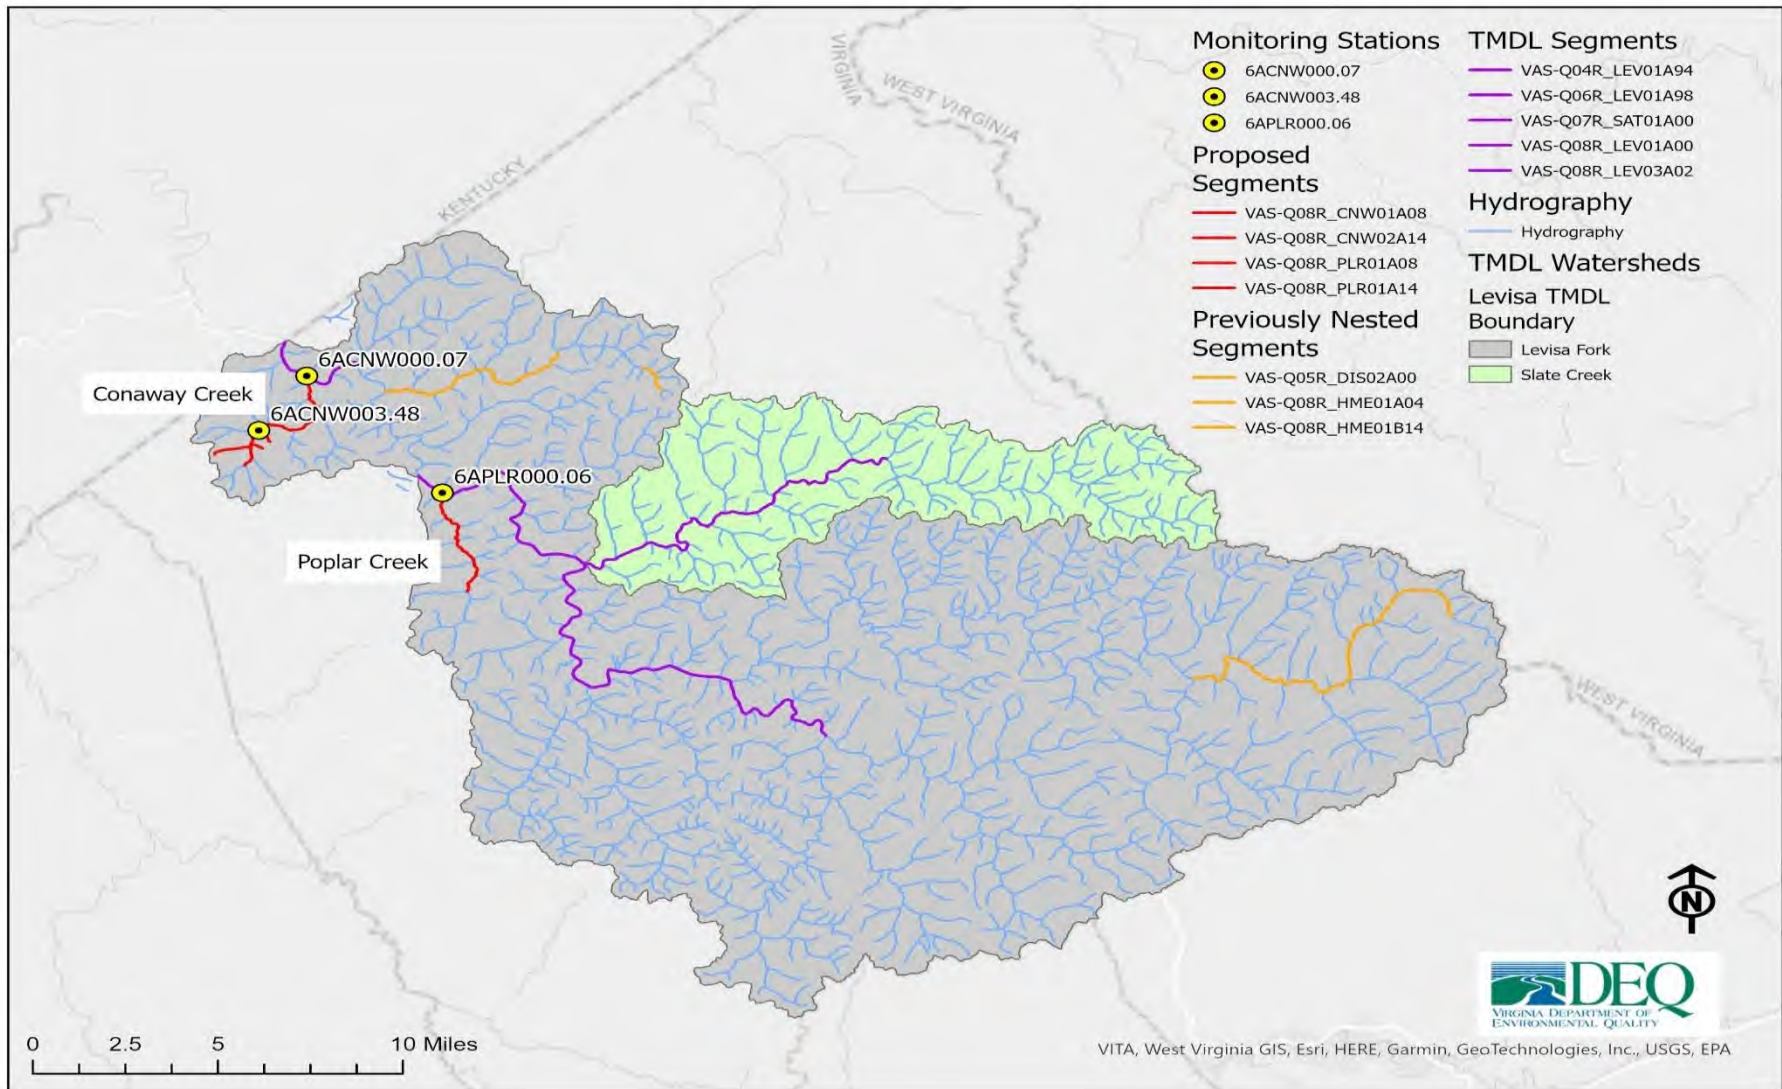 Monitoring Stations
6ACNW000.07
6ACNW003.48
6APLR000.06
Proposed
Segments
VAS-Q08R_CNW01A08
VAS-Q08R_CNW02A14
VAS-Q08R_PLR01A08
VAS-Q08R_PLR01A14
Previously Nested
Segments
VAS-Q05R_DIS02A00
VAS-Q08R_HME01A04
VAS-Q08R_HME01B14
TMDL Segments
VAS-Q04R_LEV01A94
VAS-Q06R_LEV01A98
VAS-Q07R_SAT01A00
VAS-Q08R_LEV01A00
VAS-Q08R_LEV03A02
Hydrography
Hydrography
TMDL Watersheds
Levisa TMDL
Boundary
Levisa Fork
Slate Creek
VIRGINIA
WEST VIRGINIA
KENTUCKY
6ACNW000.07
Conaway Creek
6ACNW003.48
6APLR000.06
Poplar Creek
WEST VIRGINIA
N
DEQ
VIRGINIA DEPARTMENT OF
ENVIRONMENTAL QUALITY
0 2.5 5 10 Miles
VITA, West Virginia GIS, Esri, HERE, Garmin, GeoTechnologies, Inc., USGS, EPA